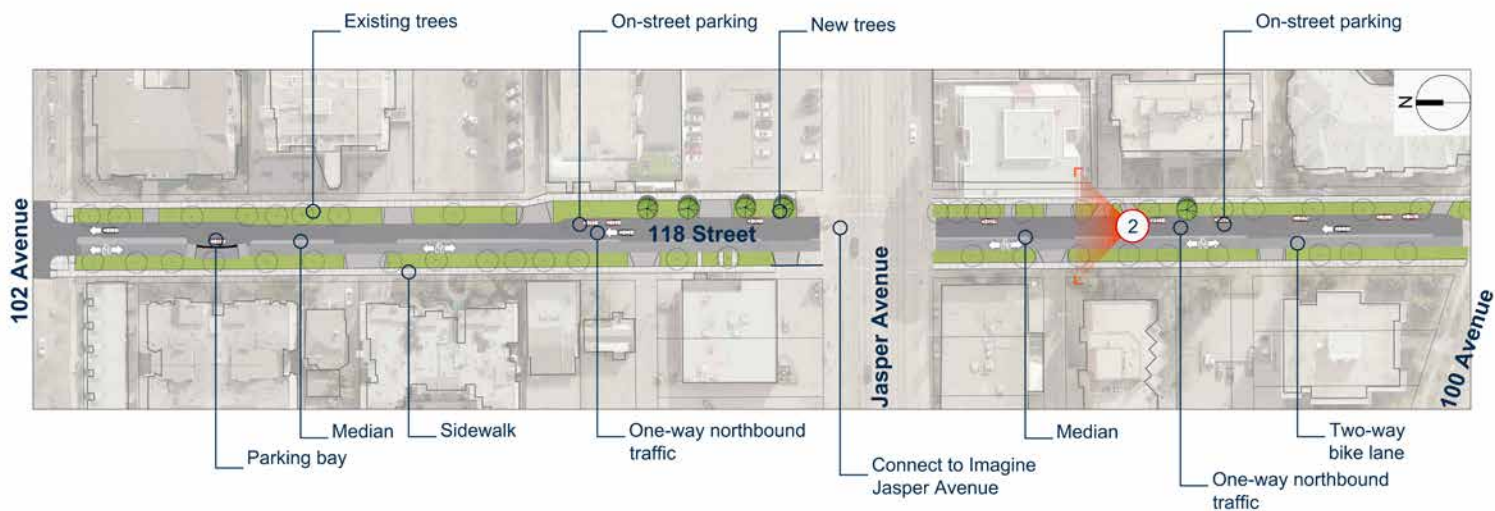 Existing trees
On-street parking
New trees
On-street parking
N
102 Avenue
118 Street
Jasper Avenue
2
100 Avenue
Parking bay
Median
Sidewalk
One-way northbound
traffic
Connect to Imagine
Jasper Avenue
Median
One-way northbound
traffic
Two-way
bike lane